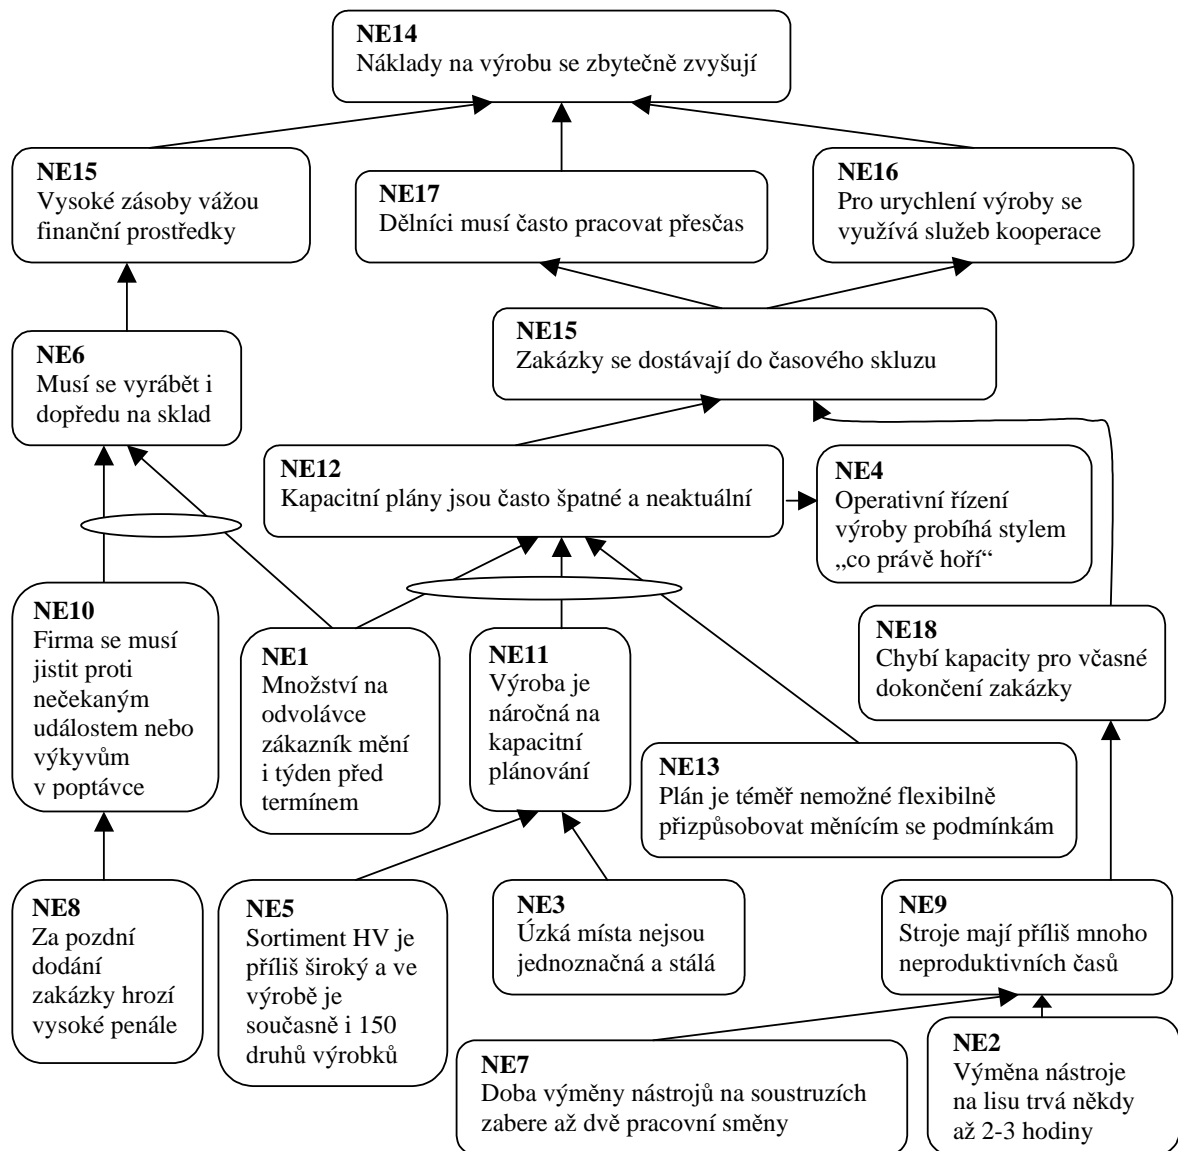 NE14
Náklady na výrobu se zbytečně zvyšují
NE15
Vysoké zásoby vážou
finanční prostředky
NE17
Dělníci musí často pracovat přesčas
NE16
Pro urychlení výroby se
využívá služeb kooperace
NE15
Zakázky se dostávají do časového skluzu
NE6
Musí se vyrábět i
dopředu na sklad
NE12
Kapacitní plány jsou často špatné a neaktuální
NE4
Operativní řízení
výroby probíhá stylem
„co právě hoří“
NE10
Firma se musí
jistit proti
nečekaným
událostem nebo
výkyvům
v poptávce
NE1
Množství na
odvolávce
zákazník mění
i týden před
termínem
NE11
Výroba je
náročná na
kapacitní
plánování
NE18
Chybí kapacity pro včasné
dokončení zakázky
NE13
Plán je téměř nemožné flexibilně
přizpůsobovat měnícím se podmínkám
NE8
Za pozdní
dodání
zakázky hrozí
vysoké penále
NE5
Sortiment HV je
příliš široký a ve
výrobě je
současně i 150
druhů výrobků
NE3
Úzká místa nejsou
jednoznačná a stálá
NE9
Stroje mají příliš mnoho
neproduktivních časů
NE7
Doba výměny nástrojů na soustruzích
zabere až dvě pracovní směny
NE2
Výměna nástroje
na lisu trvá někdy
až 2-3 hodiny